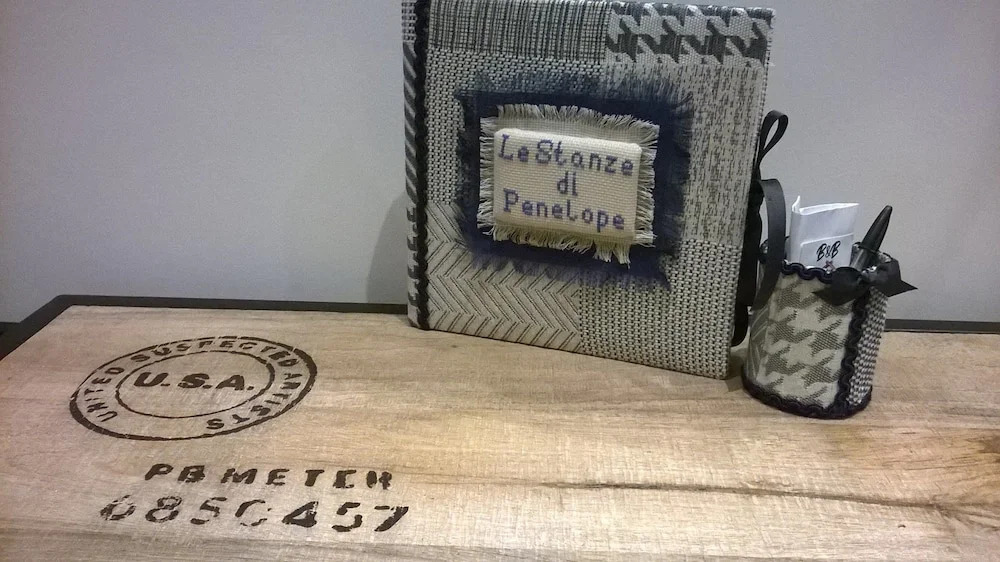 Le Stanze
di
Penelope
B&B
UNITED SUSPECTED ARTISTS
U.S.A.
PB METER
6850457